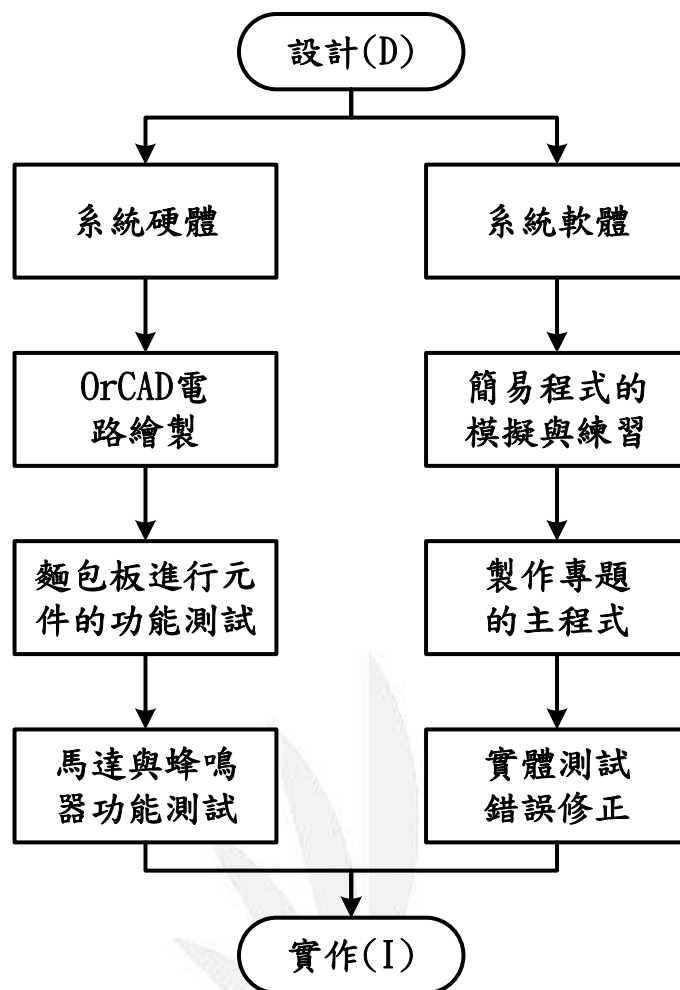 設計(D)
系統硬體
系統軟體
OrCAD電
路繪製
簡易程式的
模擬與練習
麵包板進行元
件的功能測試
製作專題
的主程式
馬達與蜂鳴
器功能測試
實體測試
錯誤修正
實作(I)